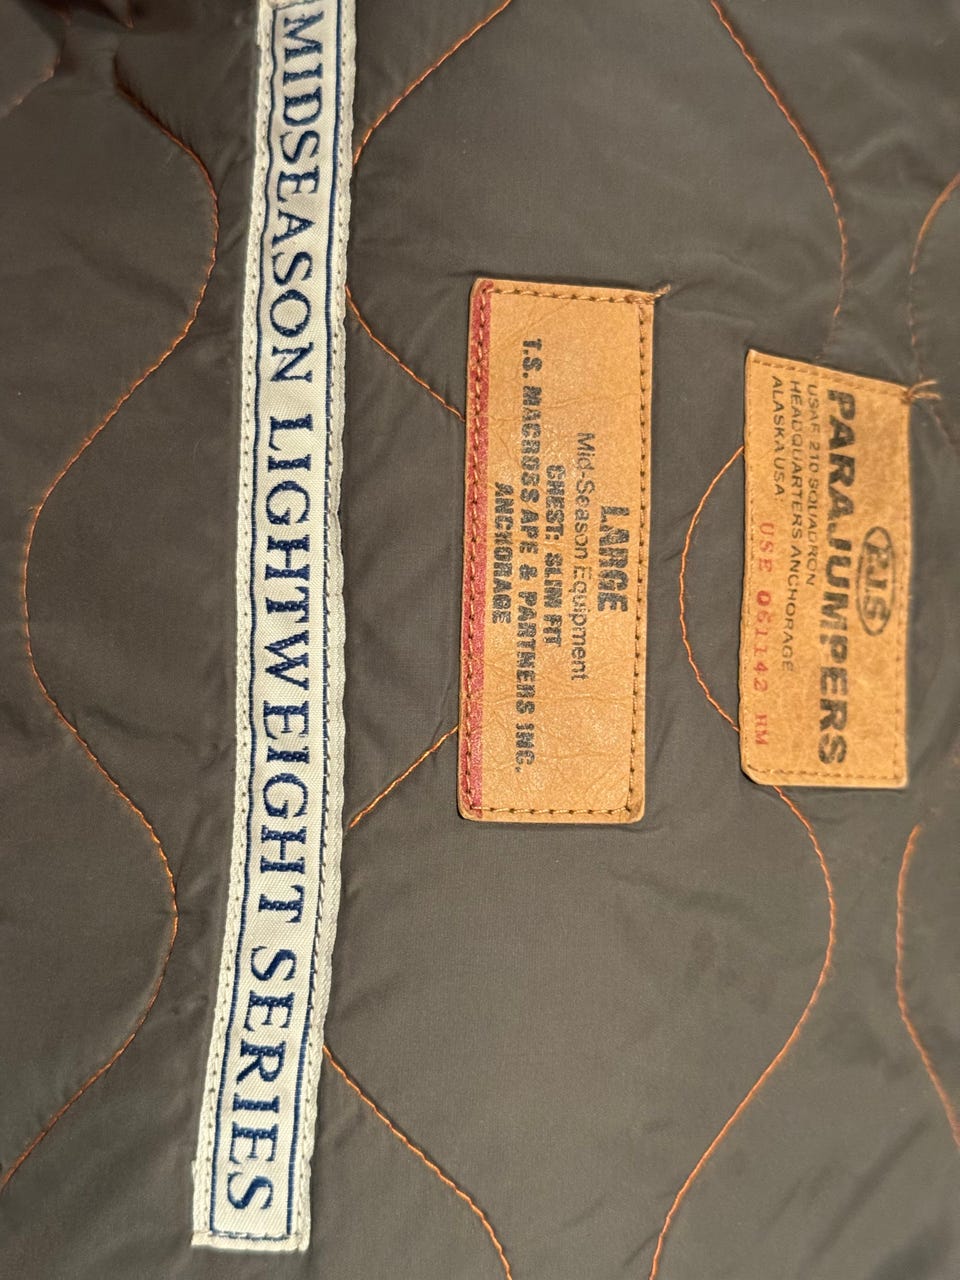 P.J.S
PARAJUMPERS
USAF 210 SQUADRON
HEADQUARTERS ANCHORAGE
ALASKA USA.
USE 051142 HM
LARGE
Mid-Season Equipment
CHEST: SLIM FIT
T.S. MACROSS APE & PARTNERS INC.
ANCHORAGE
MIDSEASON LIGHTWEIGHT SERIES